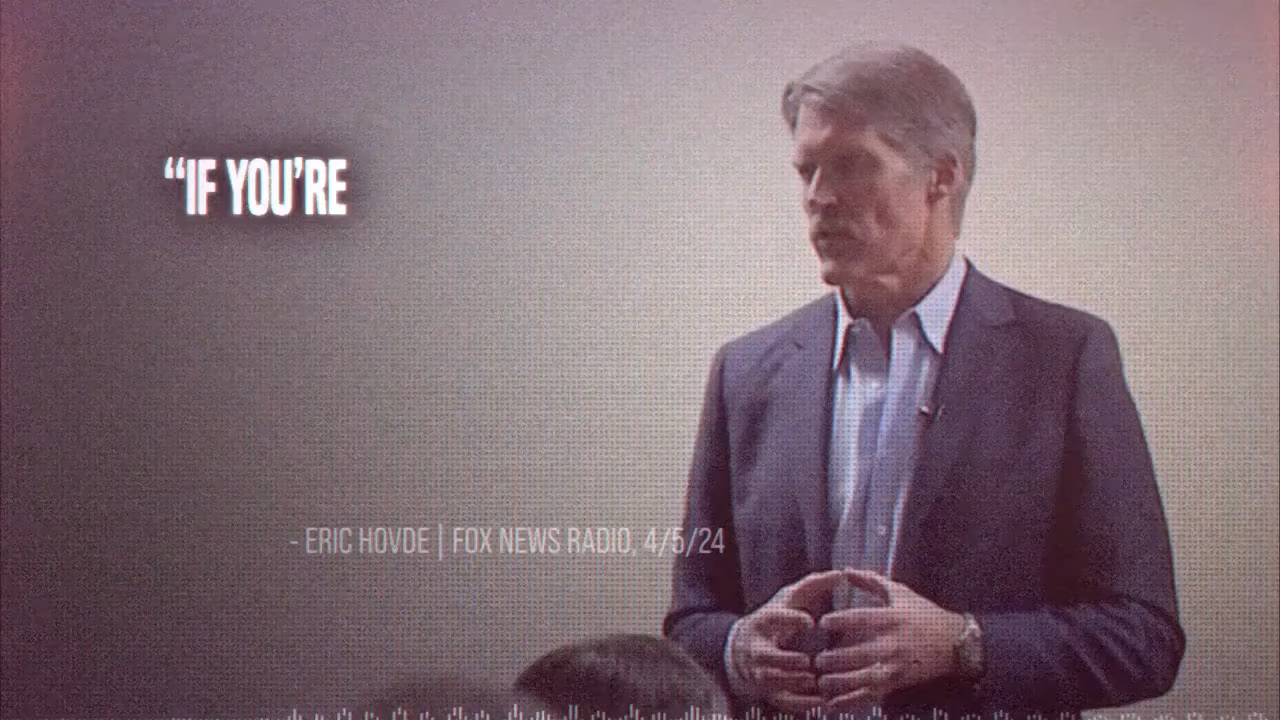 “IF YOU’RE
- ERIC HOVDE | FOX NEWS RADIO, 4/5/24